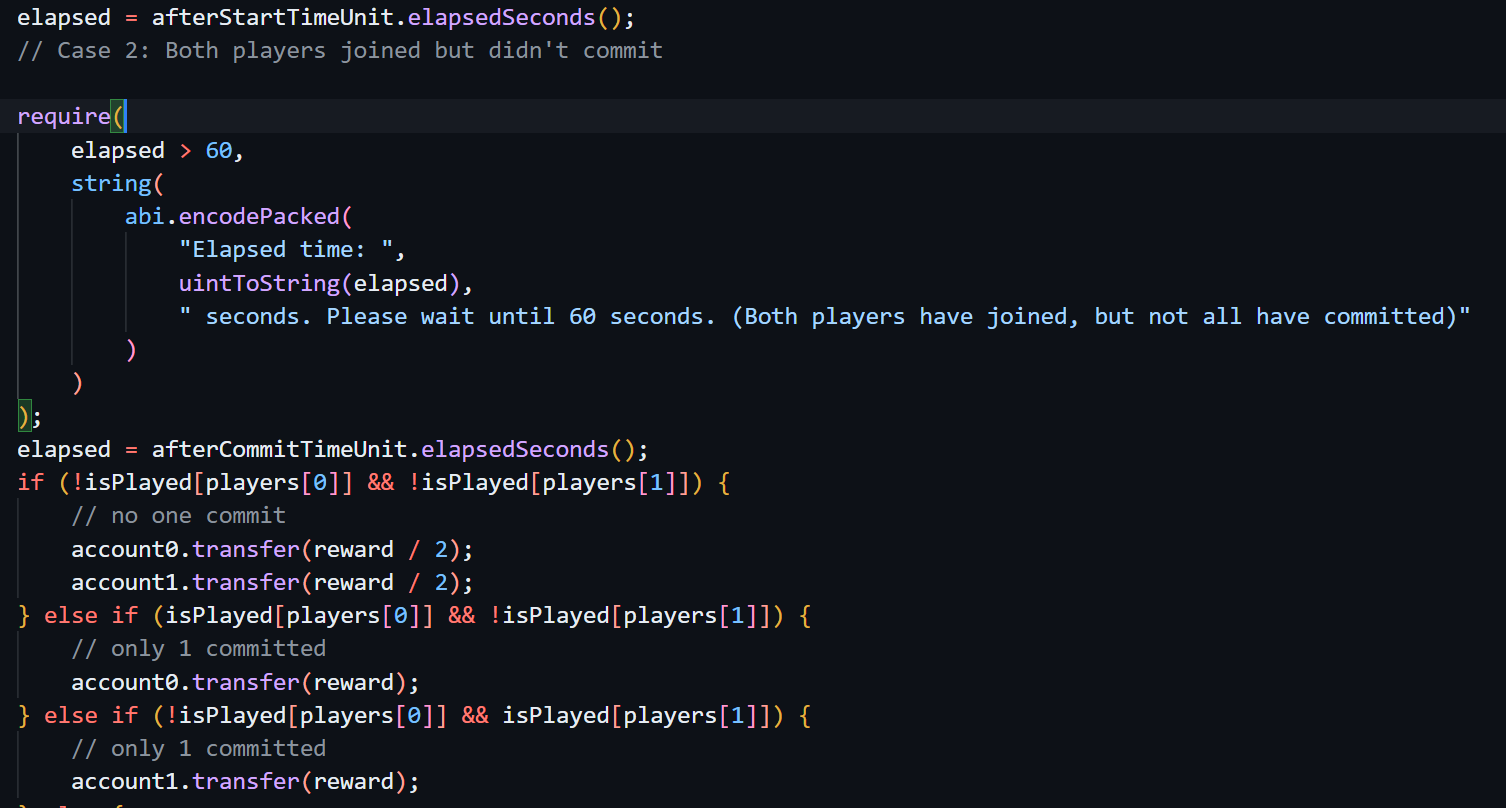 elapsed = afterStartTimeUnit.elapsedSeconds();
// Case 2: Both players joined but didn't commit
require(
elapsed > 60,
string(
abi.encodePacked(
"Elapsed time: ",
uintToString(elapsed),
" seconds. Please wait until 60 seconds. (Both players have joined, but not all have committed)"
)
)
);
elapsed = afterCommitTimeUnit.elapsedSeconds();
if (!isPlayed[players[0]] && !isPlayed[players[1]]) {
// no one commit
account0.transfer(reward / 2);
account1.transfer(reward / 2);
} else if (isPlayed[players[0]] && !isPlayed[players[1]]) {
// only 1 committed
account0.transfer(reward);
} else if (!isPlayed[players[0]] && isPlayed[players[1]]) {
// only 1 committed
account1.transfer(reward);